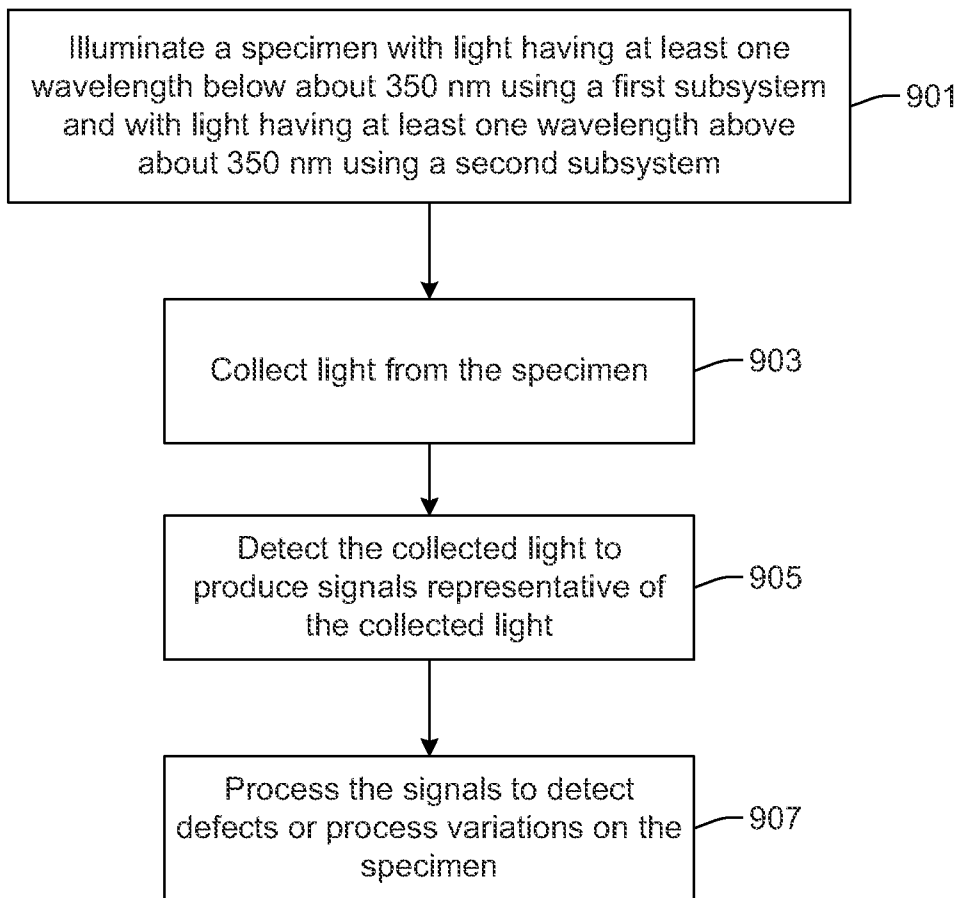 Illuminate a specimen with light having at least one
wavelength below about 350 nm using a first subsystem
and with light having at least one wavelength above
about 350 nm using a second subsystem
901
Collect light from the specimen
903
Detect the collected light to
produce signals representative of
the collected light
905
Process the signals to detect
defects or process variations on the
specimen
907